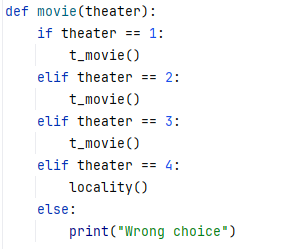 def movie(theater):
    if theater == 1:
        t_movie()
    elif theater == 2:
        t_movie()
    elif theater == 3:
        t_movie()
    elif theater == 4:
        locality()
    else:
        print("Wrong choice")